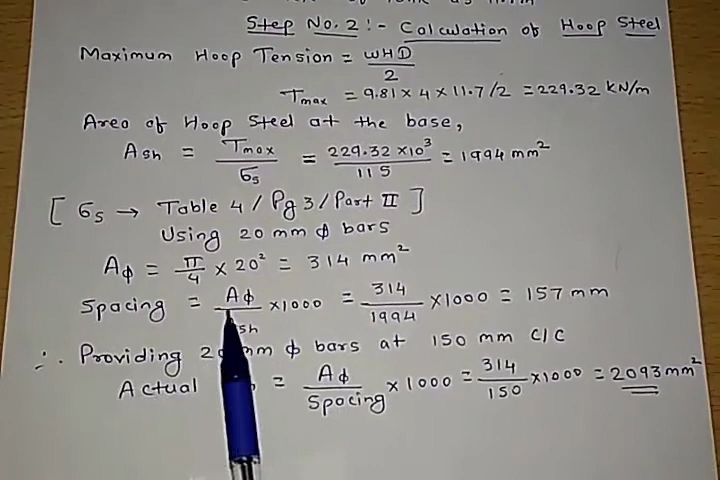 Step No. 2 :- Calculation of Hoop Steel
Maximum Hoop Tension = wHD / 2
Tmax = 9.81 x 4 x 11.7/2 = 229.32 kN/m
Area of Hoop Steel at the base,
Ash = Tmax / σs = 229.32 x 10³ / 115 = 1994 mm²
[ σs → Table 4 / Pg 3 / Part II ]
Using 20 mm ϕ bars
Aϕ = π/4 x 20² = 314 mm²
Spacing = Aϕ / sh x 1000 = 314 / 1994 x 1000 = 157 mm
∴ Providing 20 mm ϕ bars at 150 mm C/C
Actual = Aϕ / Spacing x 1000 = 314 / 150 x 1000 = 2093 mm²